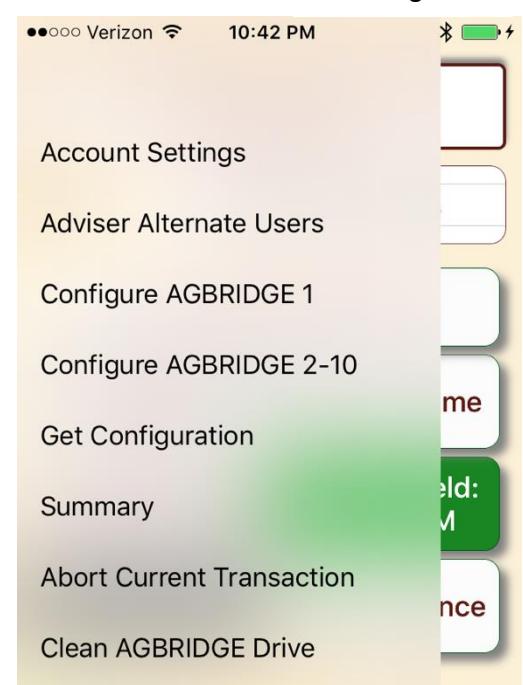 Verizon 10:42 PM
Account Settings
Adviser Alternate Users
Configure AGBRIDGE 1
Configure AGBRIDGE 2-10
me
Get Configuration
eld:
Summary
M
Abort Current Transaction
nce
Clean AGBRIDGE Drive